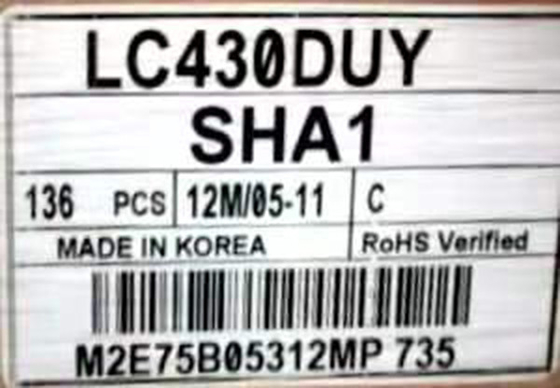 LC430DUY
SHA1
136 PCS 12M/05-11 C
MADE IN KOREA RoHS Verified
M2E75B05312MP 735